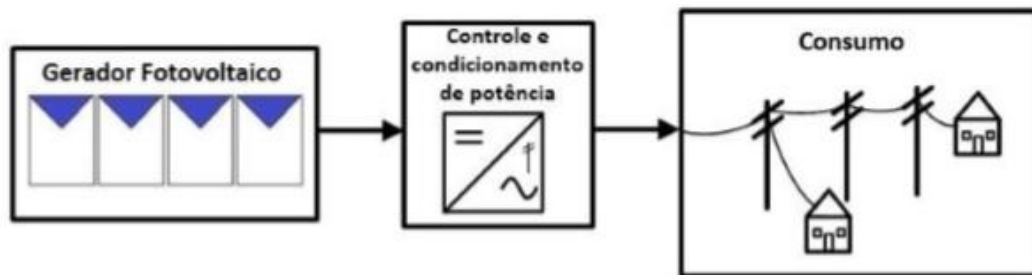 Gerador Fotovoltaico
Controle e
condicionamento
de potência
Consumo